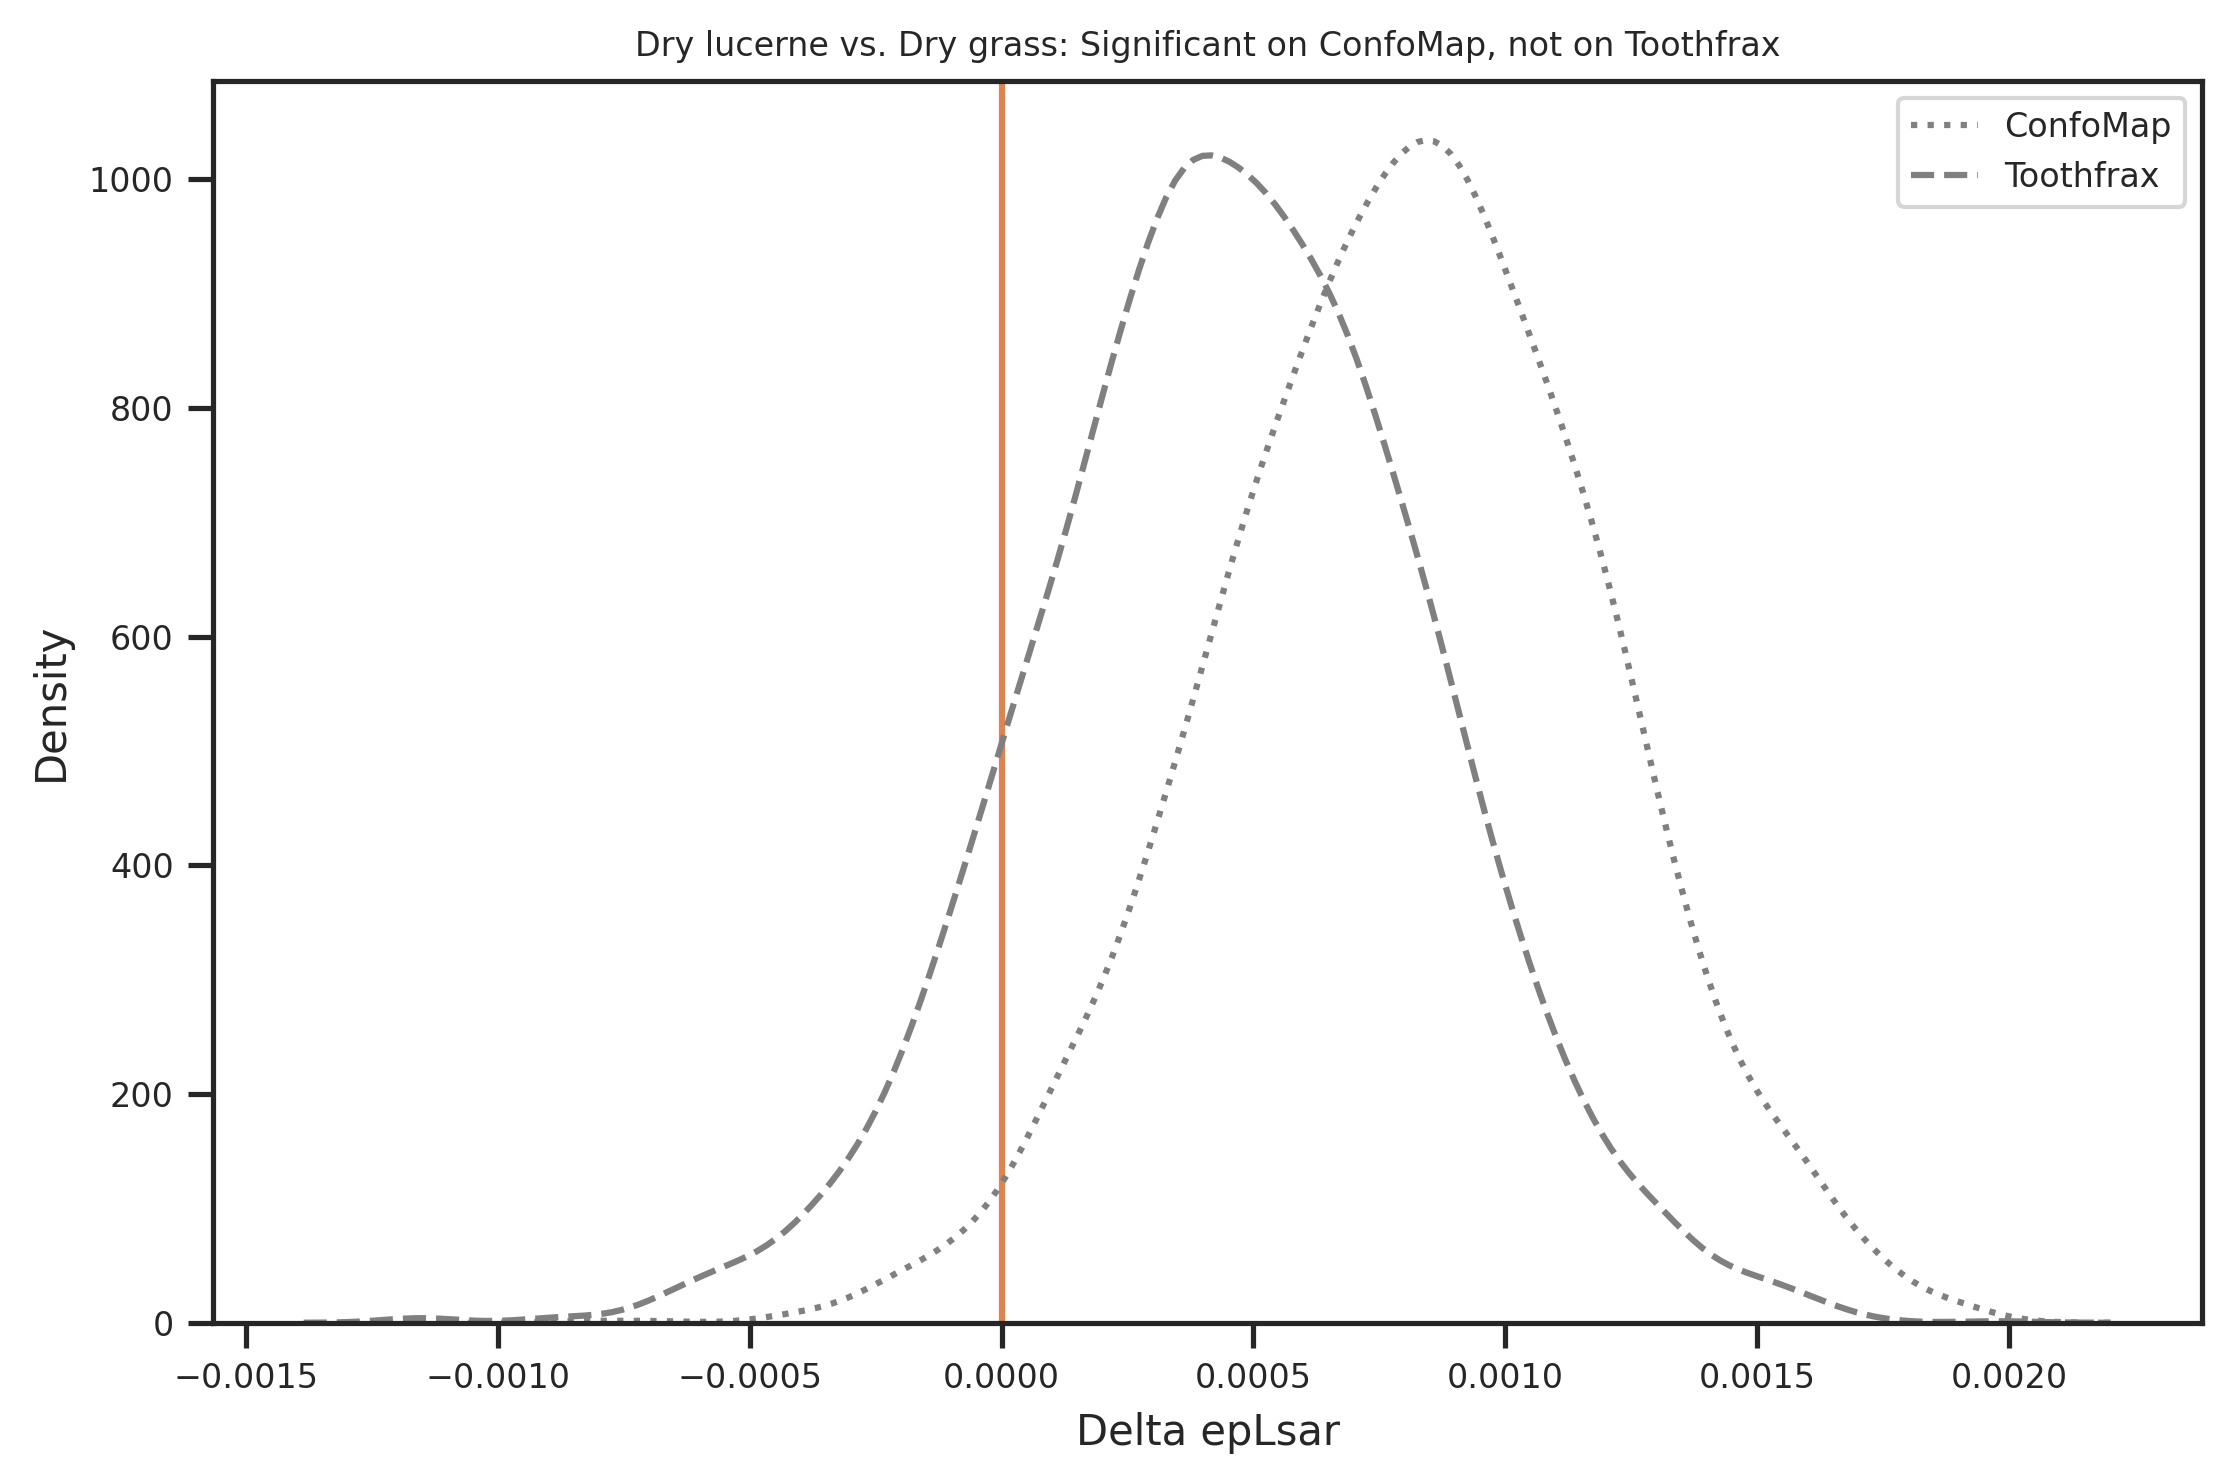 Dry lucerne vs. Dry grass: Significant on ConfoMap, not on Toothfrax
ConfoMap
Toothfrax
Density
1000
800
600
400
200
0
−0.0015 −0.0010 −0.0005 0.0000 0.0005 0.0010 0.0015 0.0020
Delta epLsar